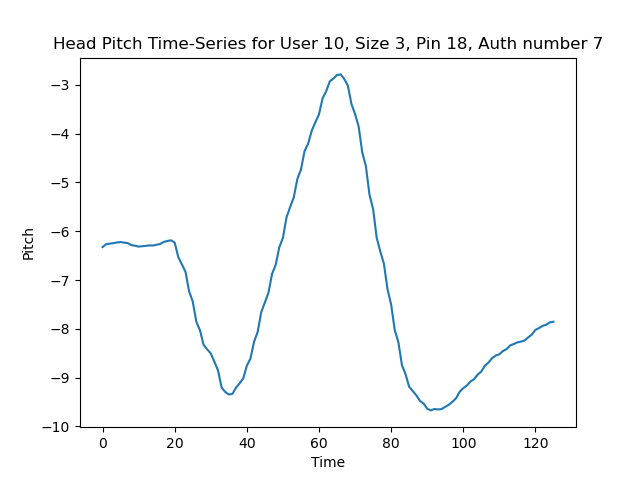 Head Pitch Time-Series for User 10, Size 3, Pin 18, Auth number 7
−3
−4
−5
−6
−7
−8
−9
−10
Pitch
0 20 40 60 80 100 120
Time